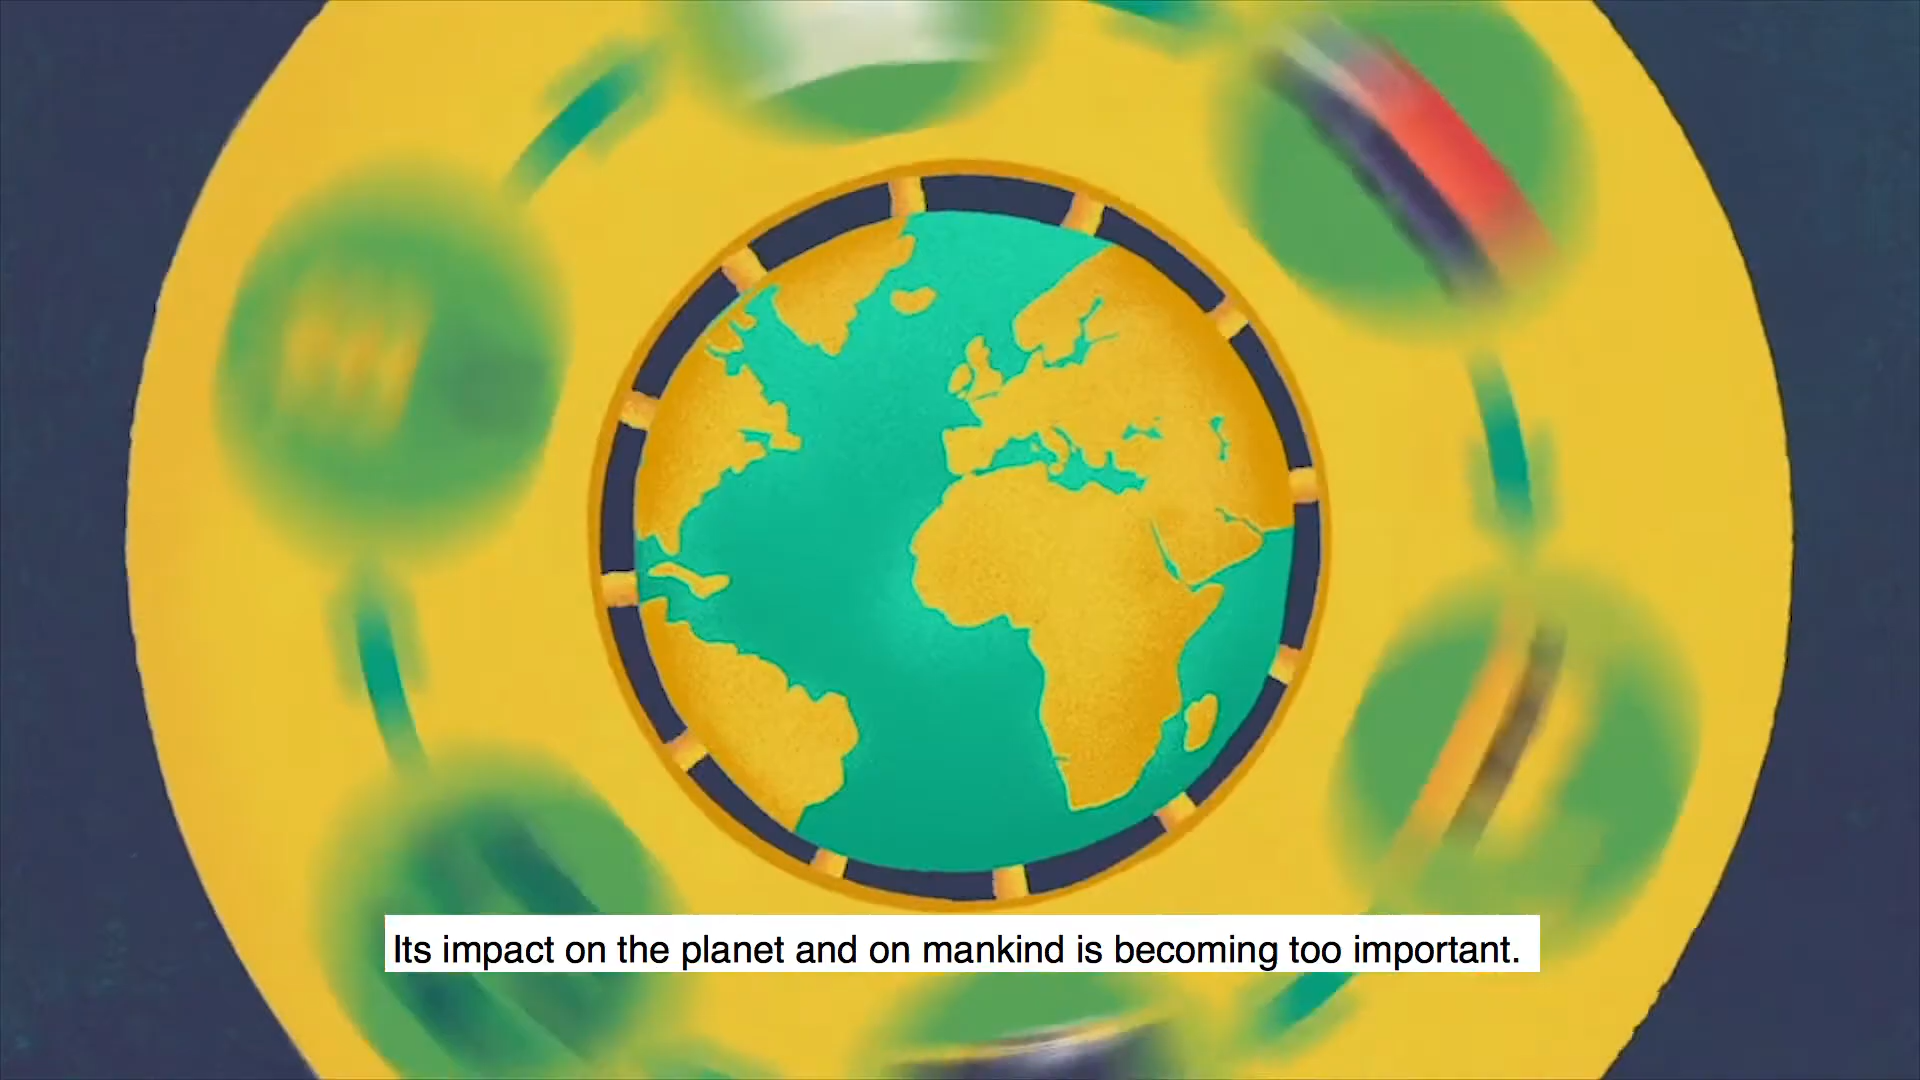 Its impact on the planet and on mankind is becoming too important.